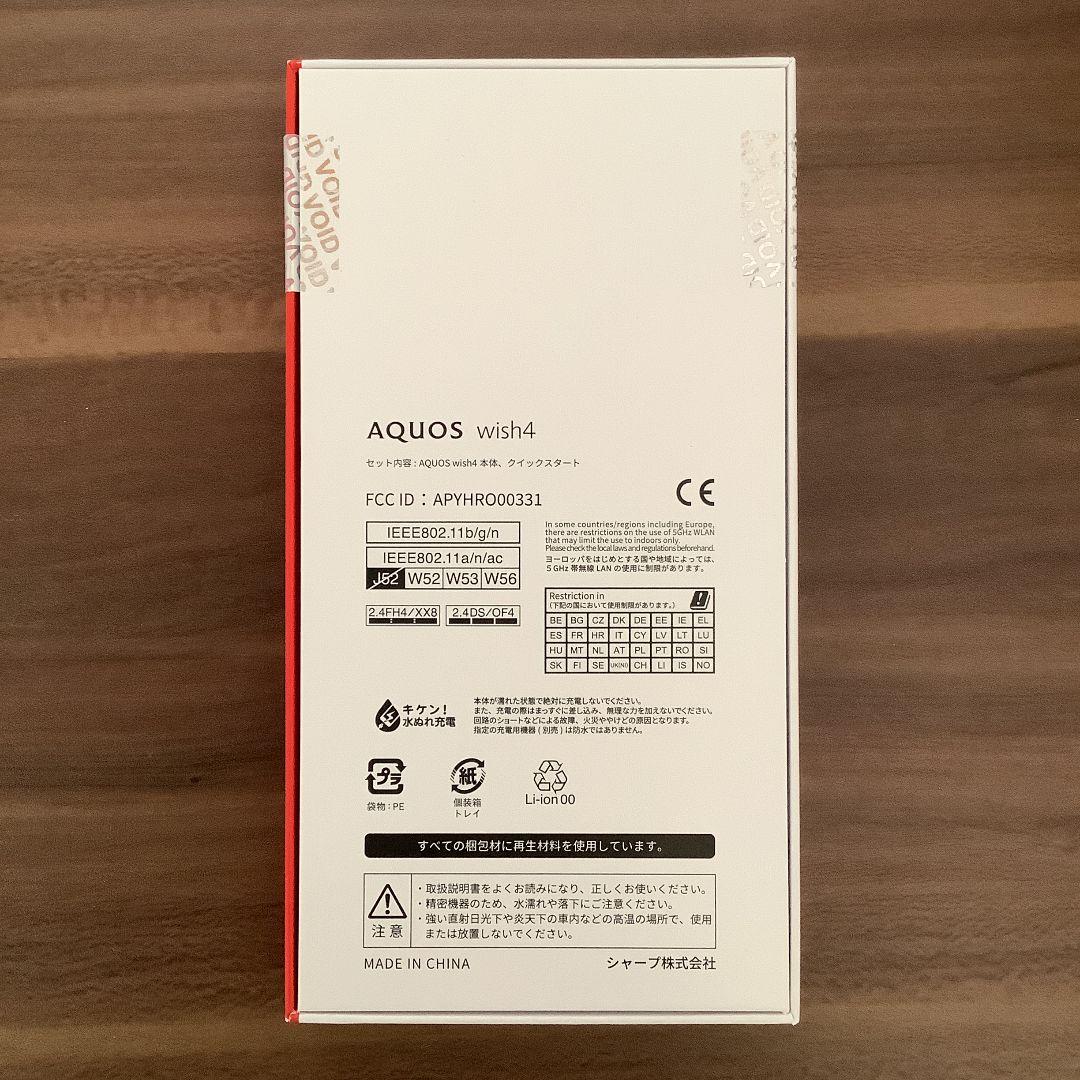 VOID VOID VOID
AQUOS wish4
セット内容 : AQUOS wish4 本体、クイックスタート
FCC ID : APYHRO00331
CE
IEEE802.11b/g/n
IEEE802.11a/n/ac
J52 W52 W53 W56
2.4FH4/XX8 2.4DS/OF4
In some countries/regions including Europe,
there are restrictions on the use of 5GHz WLAN
that may limit the use to indoors only.
Please check the local laws and regulations beforehand.
ヨーロッパをはじめとする国や地域によっては、
5 GHz 帯無線 LAN の使用に制限があります。
Restriction in
(下記の国において使用制限があります。)
BE BG CZ DK DE EE IE EL
ES FR HR IT CY LV LT LU
HU MT NL AT PL PT RO SI
SK FI SE UK(NI) CH LI IS NO
キケン!
水ぬれ充電
本体が濡れた状態で絶対に充電しないでください。
また、充電の際はまっすぐに差し込み、無理な力を加えないでください。
回路のショートなどによる故障、火災ややけどの原因となります。
指定の充電用機器 ( 別売 ) は防水ではありません。
プラ
袋物 : PE
紙
個装箱
トレイ
Li-ion 00
すべての梱包材に再生材料を使用しています。
注 意
・取扱説明書をよくお読みになり、正しくお使いください。
・精密機器のため、水濡れや落下にご注意ください。
・強い直射日光下や炎天下の車内などの高温の場所で、使用
または放置しないでください。
MADE IN CHINA
シャープ株式会社